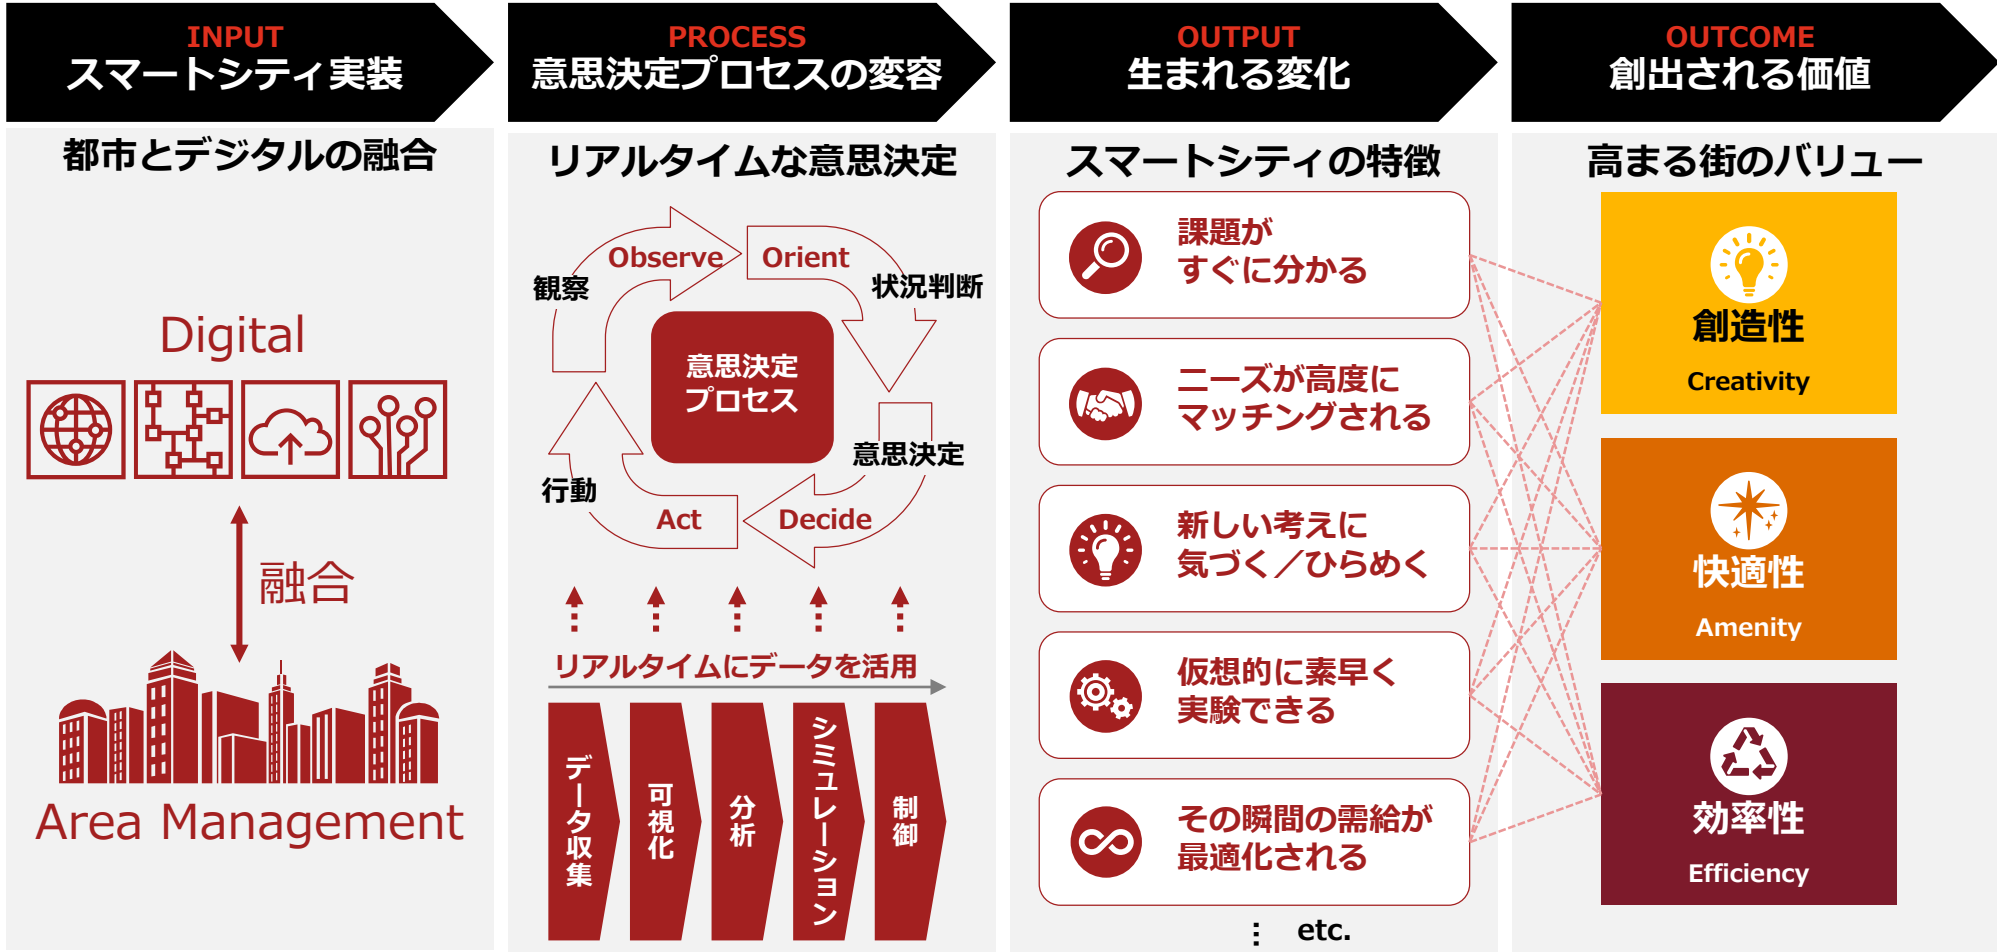 INPUT
スマートシティ実装
PROCESS
意思決定プロセスの変容
OUTPUT
生まれる変化
OUTCOME
創出される価値
都市とデジタルの融合
Digital
融合
Area Management
リアルタイムな意思決定
Observe
Orient
観察
状況判断
意思決定
プロセス
意思決定
行動
Act
Decide
リアルタイムにデータを活用
データ収集
可視化
分析
シミュレーション
制御
スマートシティの特徴
課題が
すぐに分かる
ニーズが高度に
マッチングされる
新しい考えに
気づく／ひらめく
仮想的に素早く
実験できる
その瞬間の需給が
最適化される
⋮ etc.
高まる街のバリュー
創造性
Creativity
快適性
Amenity
効率性
Efficiency